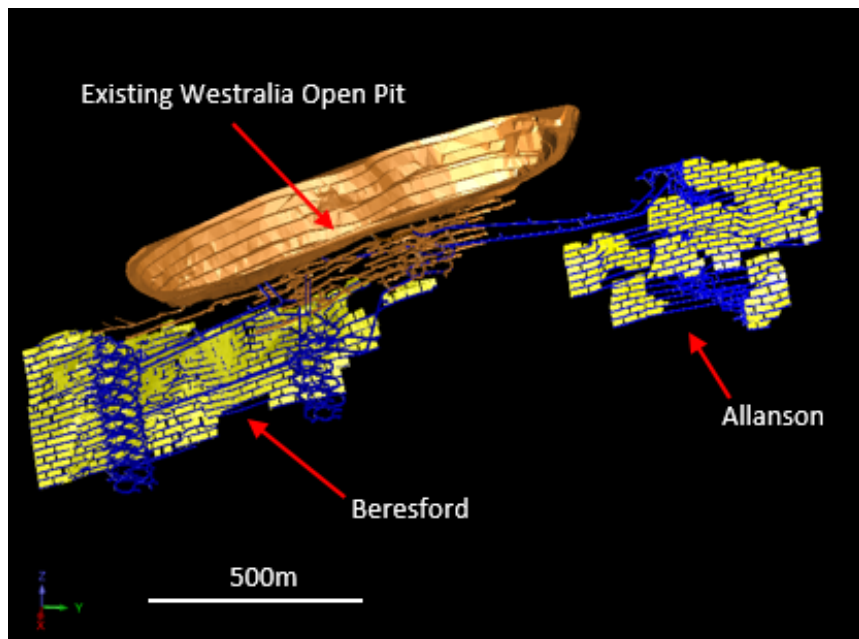 Existing Westralia Open Pit
Allanson
Beresford
500m
Z
Y
X